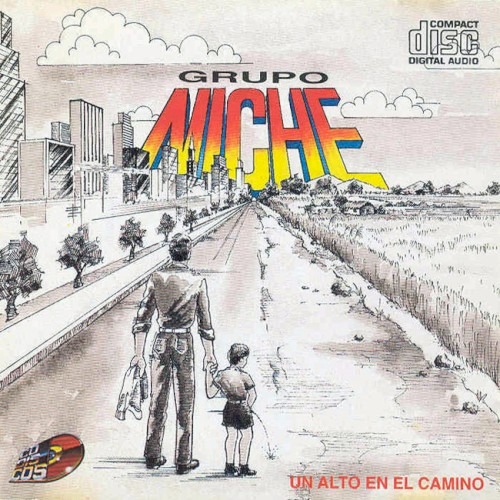 COMPACT
disc
DIGITAL AUDIO
GRUPO
NICHE
UN ALTO EN EL CAMINO